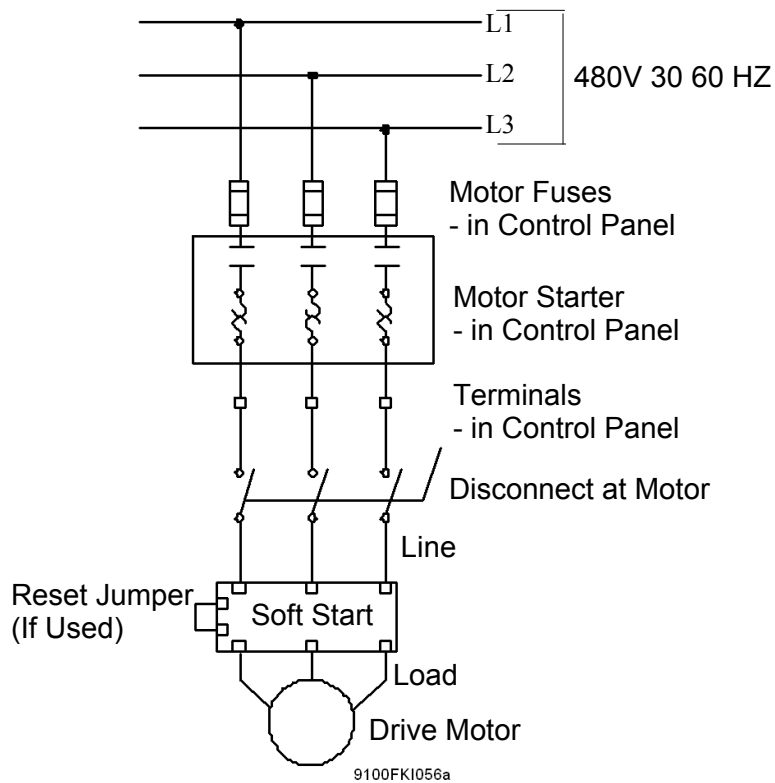 L1
L2
480V 30 60 HZ
L3
Motor Fuses
- in Control Panel
Motor Starter
- in Control Panel
Terminals
- in Control Panel
Disconnect at Motor
Line
Reset Jumper
(If Used)
Soft Start
Load
Drive Motor
9100FKI056a